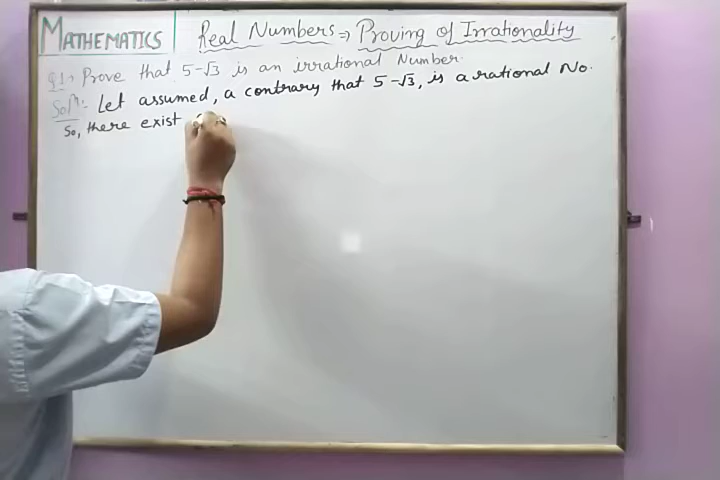 MATHEMATICS Real Numbers ⇒ Proving of Irrationality
Q1, Prove that 5-√3 is an irrational Number.
Solⁿ:- Let assumed, a contrary that 5-√3, is a rational No.
So, there exist